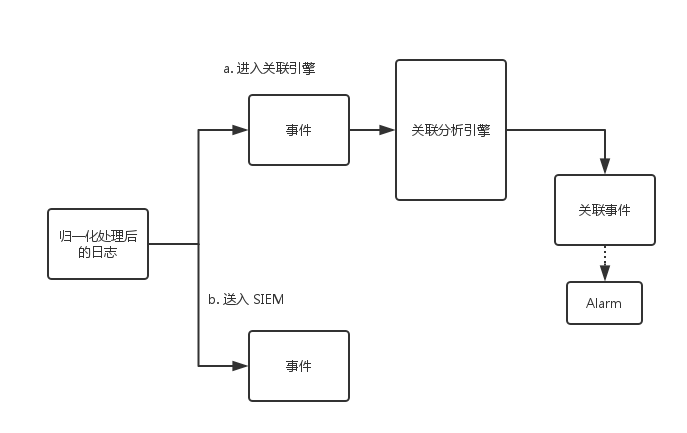 a. 进入关联引擎
事件
关联分析引擎
关联事件
归一化处理后
的日志
b. 送入 SIEM
Alarm
事件